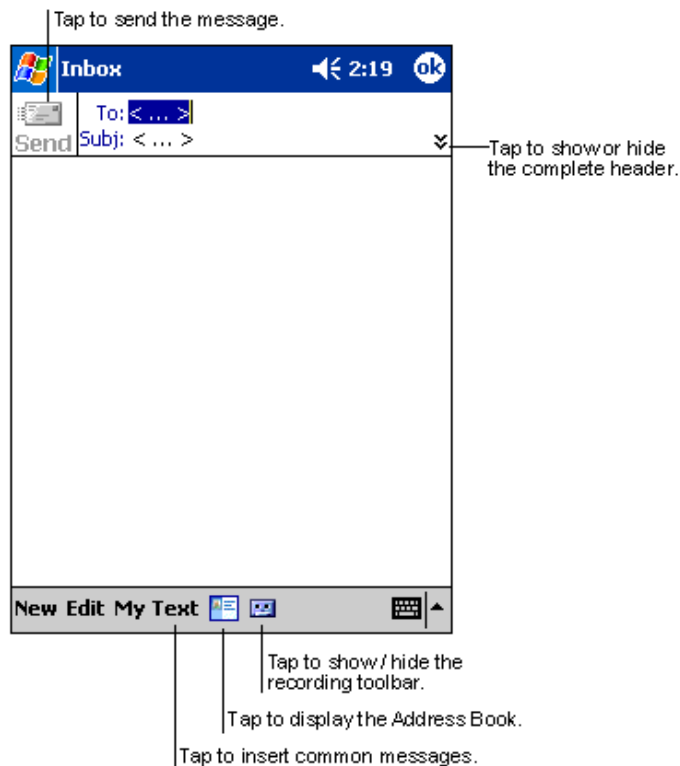 Tap to send the message.
Inbox 2:19 ok
To: < ... >
Send Subj: < ... >
Tap to show or hide
the complete header.
New Edit My Text
Tap to show / hide the
recording toolbar.
Tap to display the Address Book.
Tap to insert common messages.